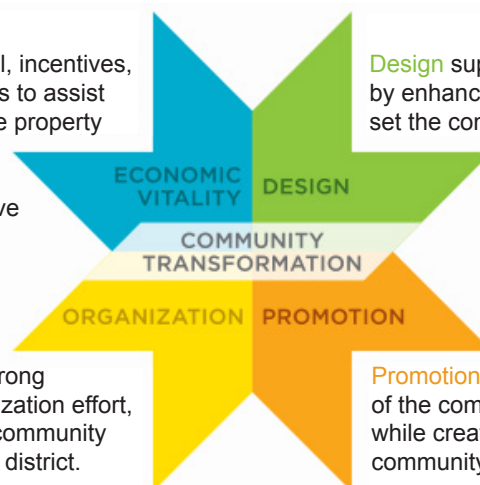 l, incentives,
s to assist
e property
ve
Design sup
by enhanc
set the con
ECONOMIC
VITALITY
DESIGN
COMMUNITY
TRANSFORMATION
ORGANIZATION
PROMOTION
rong
zation effort,
community
district.
Promotion
of the com
while creat
community